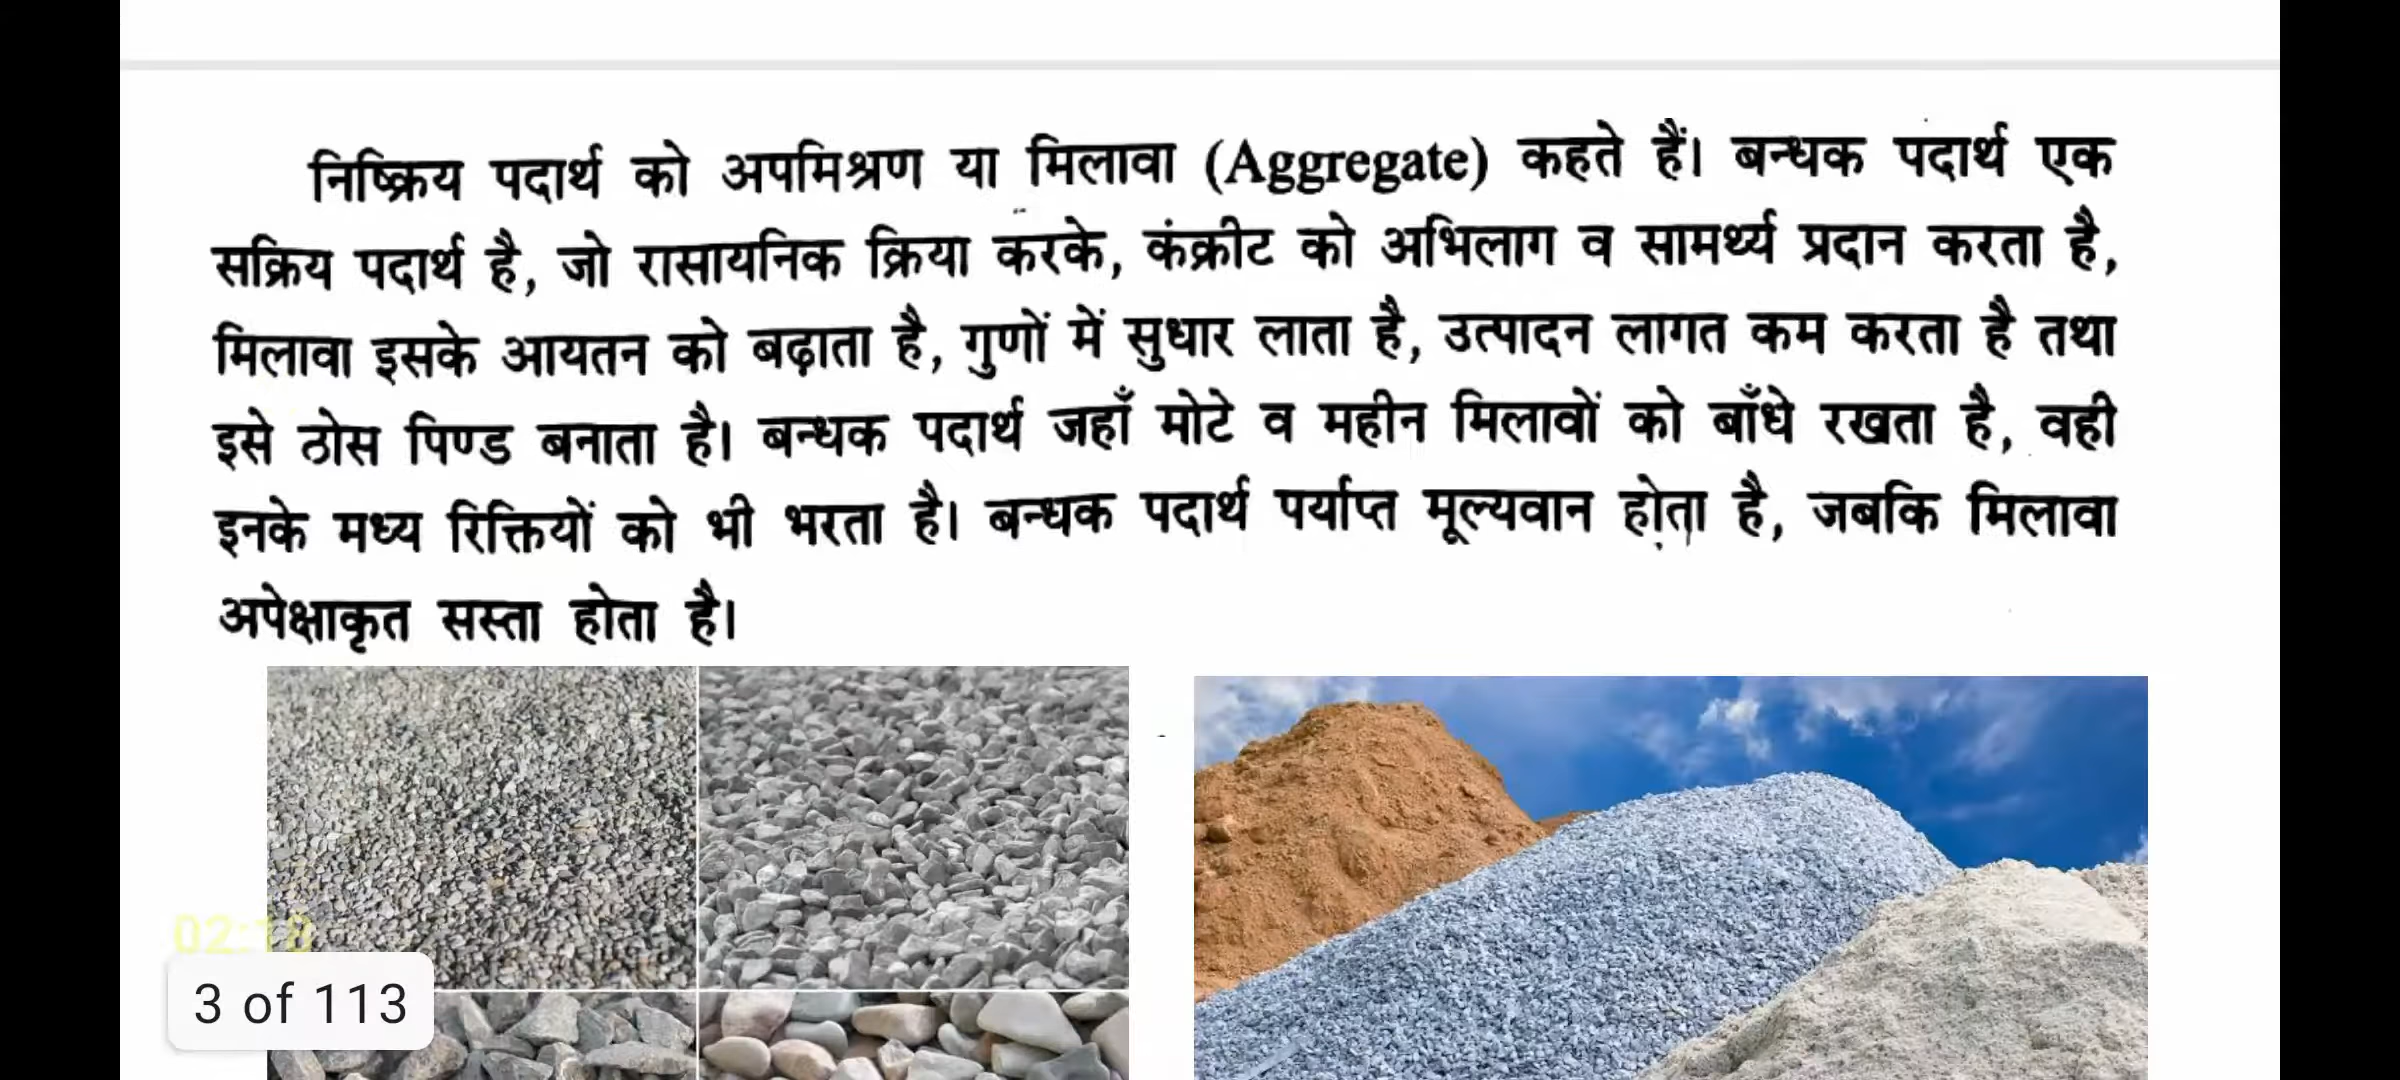 निष्क्रिय पदार्थ को अपमिश्रण या मिलावा (Aggregate) कहते हैं। बन्धक पदार्थ एक
सक्रिय पदार्थ है, जो रासायनिक क्रिया करके, कंक्रीट को अभिलाग व सामर्थ्य प्रदान करता है,
मिलावा इसके आयतन को बढ़ाता है, गुणों में सुधार लाता है, उत्पादन लागत कम करता है तथा
इसे ठोस पिण्ड बनाता है। बन्धक पदार्थ जहाँ मोटे व महीन मिलावों को बाँधे रखता है, वही
इनके मध्य रिक्तियों को भी भरता है। बन्धक पदार्थ पर्याप्त मूल्यवान होता है, जबकि मिलावा
अपेक्षाकृत सस्ता होता है।
02:18
3 of 113